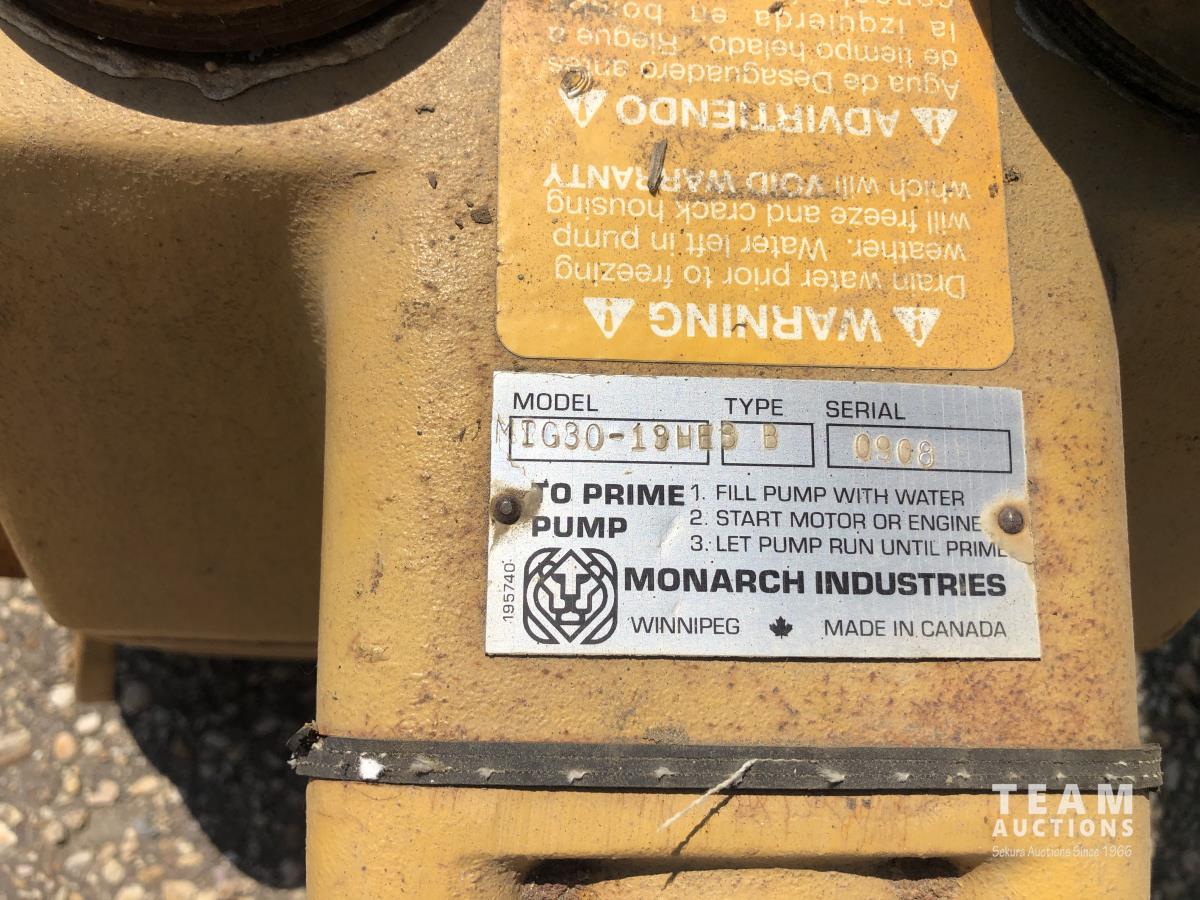 WARNING
Drain water prior to freezing
weather. Water left in pump
will freeze and crack housing
which will VOID WARRANTY
ADVIRTIENDO
Agua de Desaguadero antes
de tiempo helado. Riegue a
la izquierda en
MODEL TYPE SERIAL
B 0908
TO PRIME PUMP
1. FILL PUMP WITH WATER
2. START MOTOR OR ENGINE
3. LET PUMP RUN UNTIL PRIME
195740
MONARCH INDUSTRIES
WINNIPEG MADE IN CANADA
TEAM
AUCTIONS
Sekura Auctions Since 1966